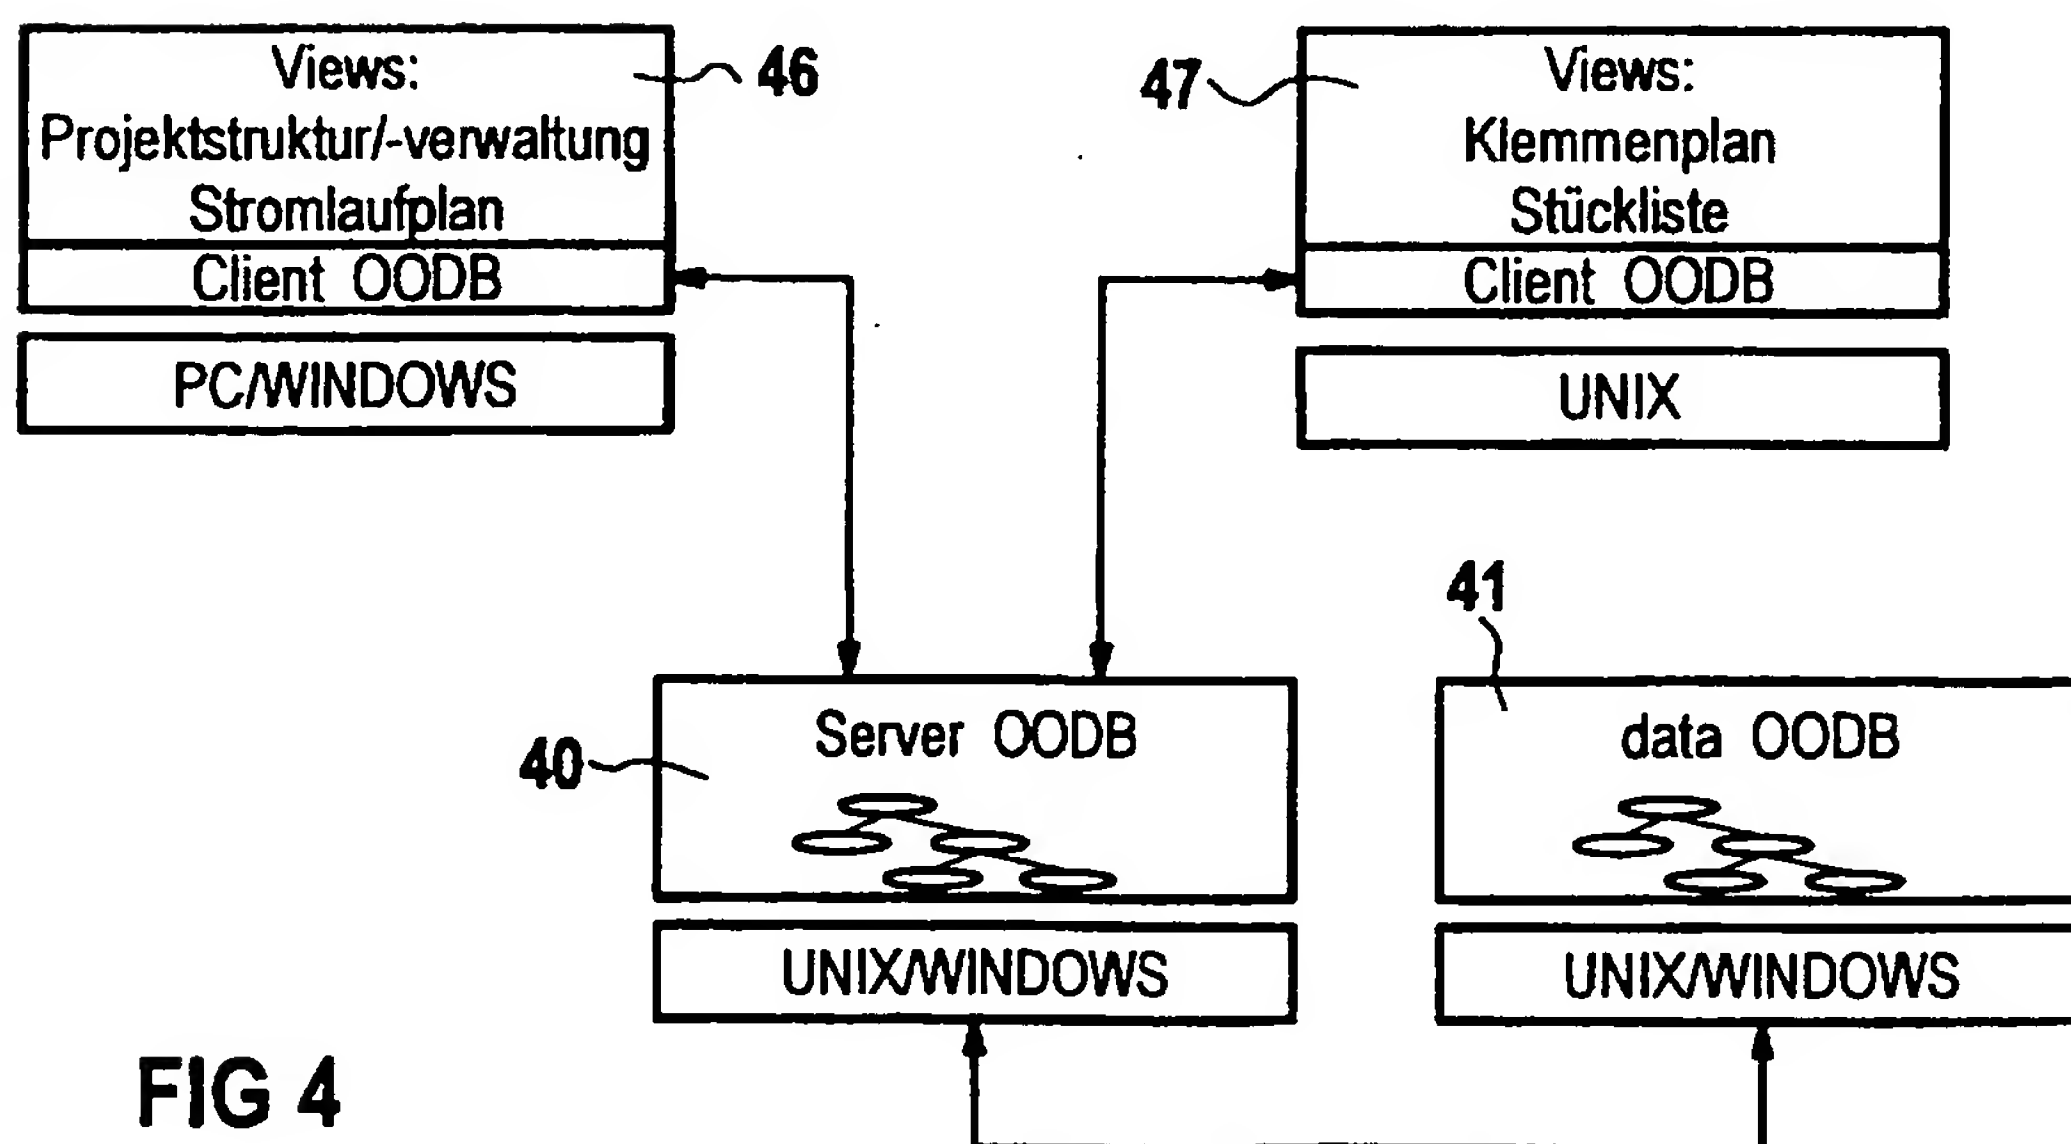 Views:
Projektstruktur/-verwaltung
Stromlaufplan
Client OODB
PC/WINDOWS
46
47
Views:
Klemmenplan
Stückliste
Client OODB
UNIX
40
Server OODB
UNIX/WINDOWS
41
data OODB
UNIX/WINDOWS
FIG 4